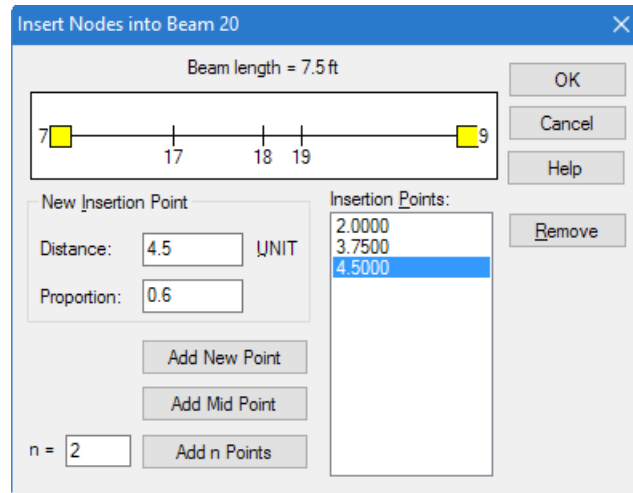 Insert Nodes into Beam 20
Beam length = 7.5 ft
7
9
17
18
19
OK
Cancel
Help
New Insertion Point
Distance:
4.5
UNIT
Proportion:
0.6
Add New Point
Add Mid Point
n =
2
Add n Points
Insertion Points:
2.0000
3.7500
4.5000
Remove